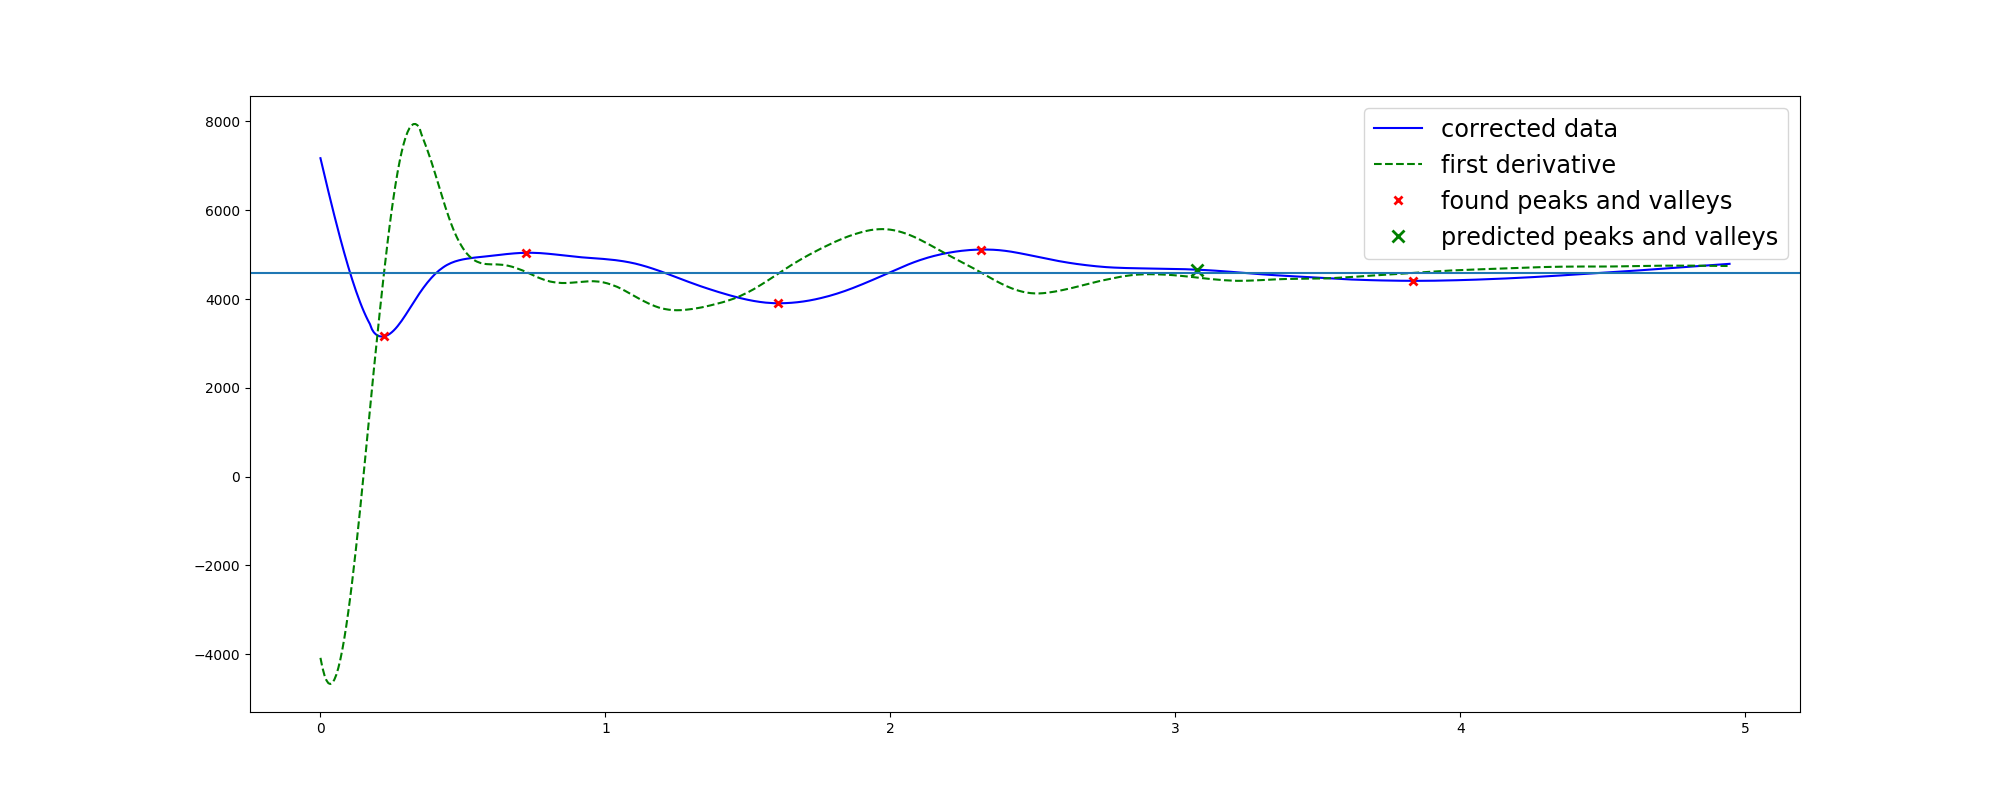 8000
6000
4000
2000
0
−2000
−4000
0 1 2 3 4 5
corrected data
first derivative
found peaks and valleys
predicted peaks and valleys